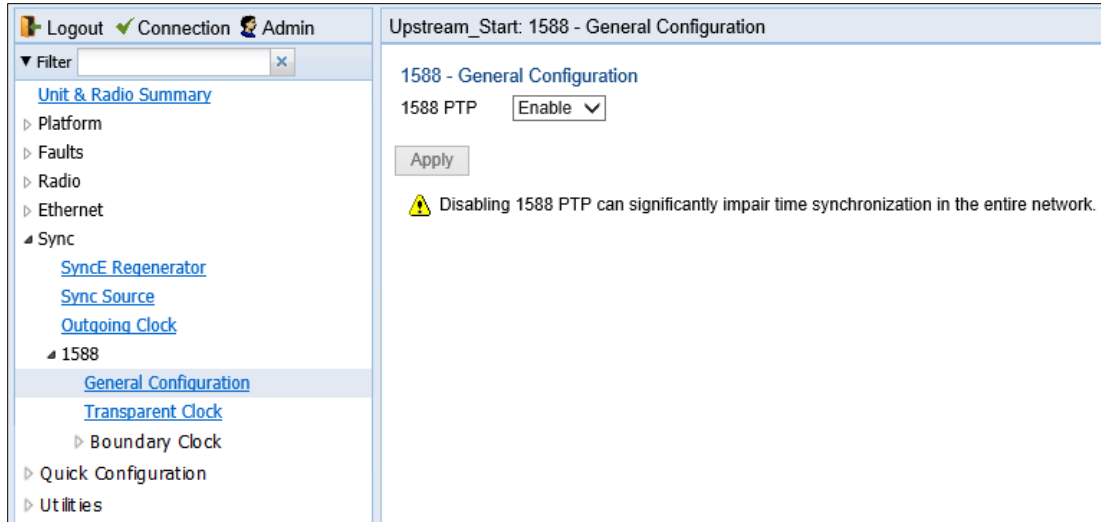 Logout Connection Admin
Filter
Unit & Radio Summary
Platform
Faults
Radio
Ethernet
Sync
SyncE Regenerator
Sync Source
Outgoing Clock
1588
General Configuration
Transparent Clock
Boundary Clock
Quick Configuration
Utilities
Upstream_Start: 1588 - General Configuration
1588 - General Configuration
1588 PTP Enable
Apply
Disabling 1588 PTP can significantly impair time synchronization in the entire network.